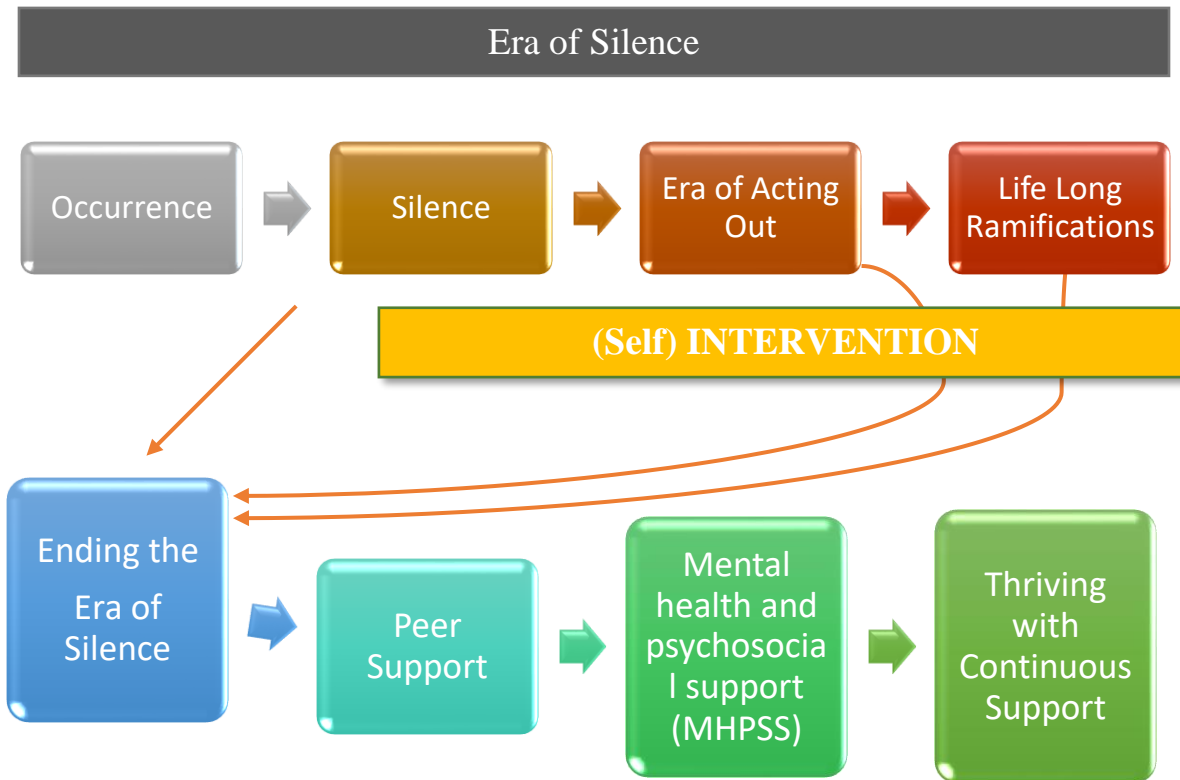 Era of Silence
Occurrence
Silence
Era of Acting
Out
Life Long
Ramifications
(Self) INTERVENTION
Ending the
Era of
Silence
Peer
Support
Mental
health and
psychosocia
l support
(MHPSS)
Thriving
with
Continuous
Support